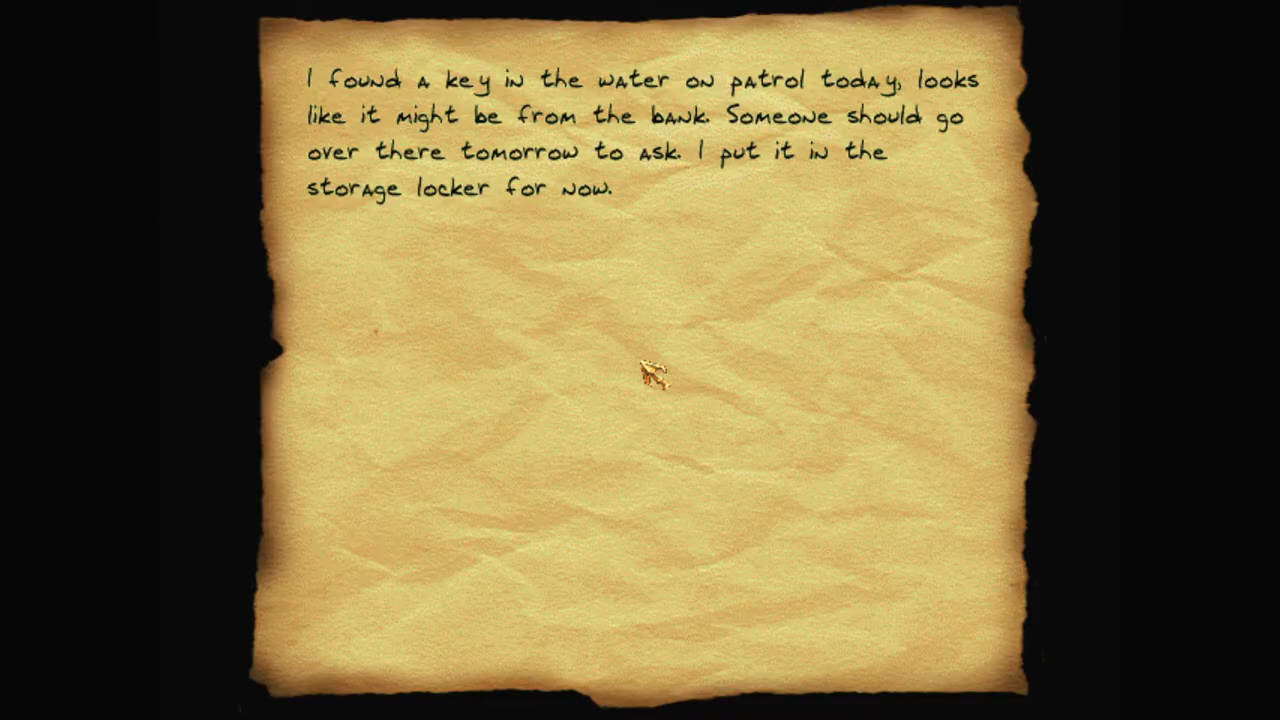 I found a key in the water on patrol today, looks
like it might be from the bank. Someone should go
over there tomorrow to ask. I put it in the
storage locker for now.